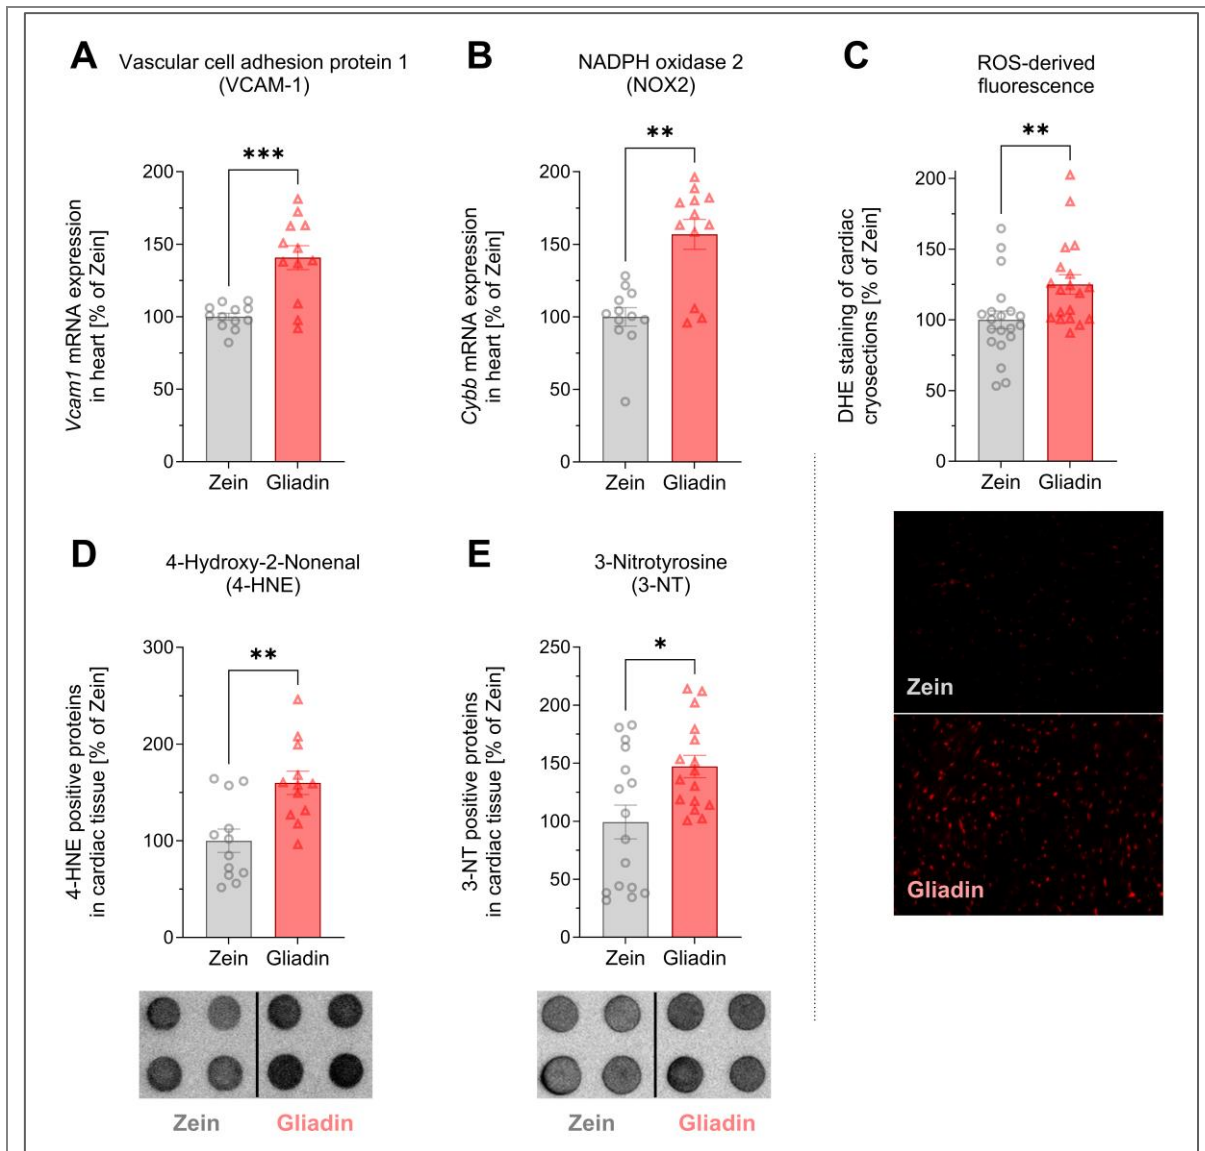 A
Vascular cell adhesion protein 1
(VCAM-1)
***
Vcam1 mRNA expression
in heart [% of Zein]
200
150
100
50
0
Zein Gliadin
B
NADPH oxidase 2
(NOX2)
**
Cybb mRNA expression
in heart [% of Zein]
200
150
100
50
0
Zein Gliadin
C
ROS-derived
fluorescence
**
DHE staining of cardiac
cryosections [% of Zein]
200
150
100
50
0
Zein Gliadin
Zein
Gliadin
D
4-Hydroxy-2-Nonenal
(4-HNE)
**
4-HNE positive proteins
in cardiac tissue [% of Zein]
300
200
100
0
Zein Gliadin
Zein Gliadin
E
3-Nitrotyrosine
(3-NT)
*
3-NT positive proteins
in cardiac tissue [% of Zein]
250
200
150
100
50
0
Zein Gliadin
Zein Gliadin